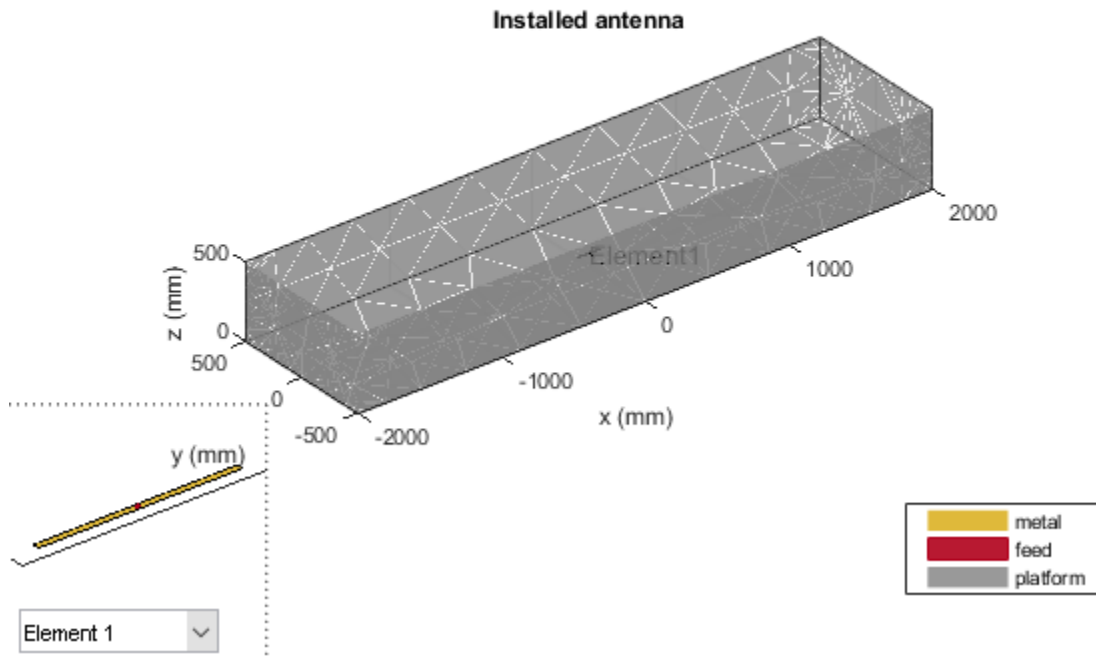 Installed antenna
500
0
z (mm)
500
0
-500
y (mm)
-2000
-1000
0
1000
2000
x (mm)
Element1
Element 1
metal
feed
platform